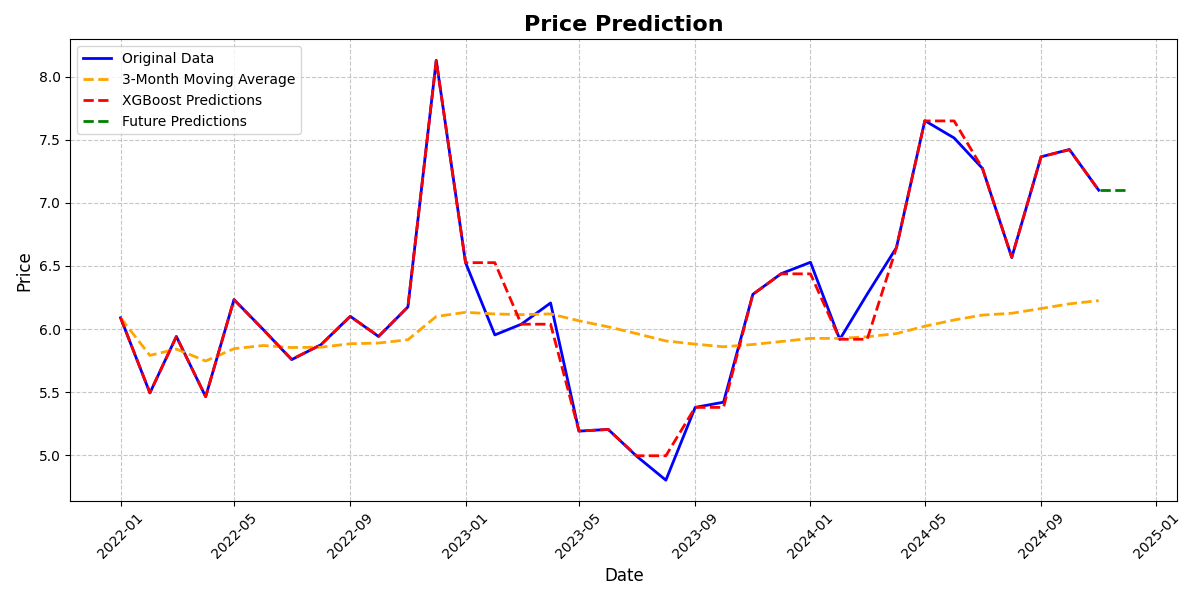 Price Prediction
Original Data
3-Month Moving Average
XGBoost Predictions
Future Predictions
Price
8.0
7.5
7.0
6.5
6.0
5.5
5.0
2022-01
2022-05
2022-09
2023-01
2023-05
2023-09
2024-01
2024-05
2024-09
2025-01
Date